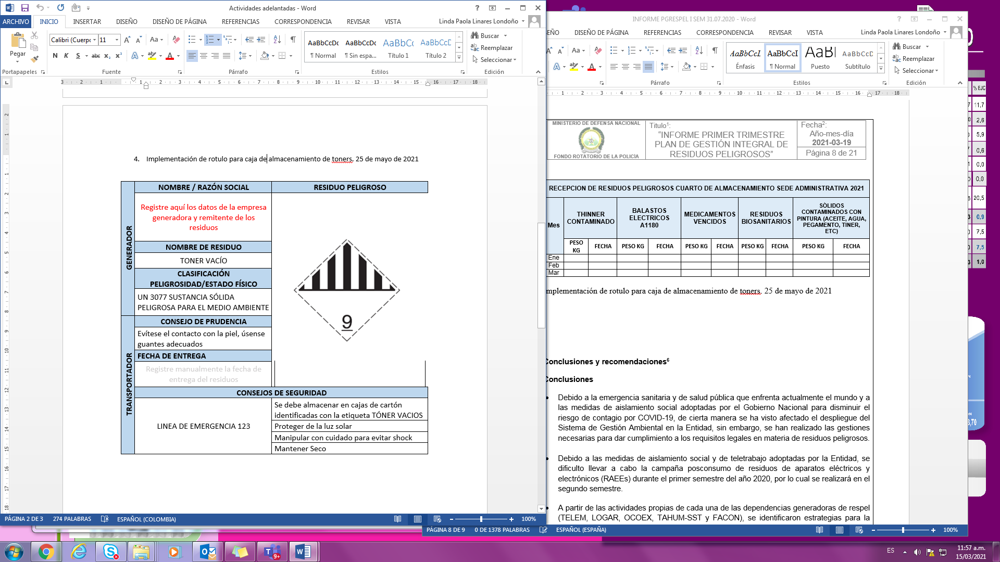 Actividades adelantadas - Word
ARCHIVO INICIO INSERTAR DISEÑO DISEÑO DE PÁGINA REFERENCIAS CORRESPONDENCIA REVISAR VISTA Linda Paola Linares Londoño
Calibri (Cuerpo 11
Pegar
Portapapeles Fuente Párrafo Estilos Edición
AaBbCcDc AaBbCcDc AaBbC( AaBbCcD
¶ Normal ¶ Sin espa... Título 1 Título 2
Buscar
Reemplazar
Seleccionar
4. Implementación de rotulo para caja de almacenamiento de toners. 25 de mayo de 2021
GENERADOR
NOMBRE / RAZÓN SOCIAL RESIDUO PELIGROSO
Registre aquí los datos de la empresa
generadora y remitente de los
residuos
NOMBRE DE RESIDUO
TONER VACÍO
CLASIFICACIÓN
PELIGROSIDAD/ESTADO FÍSICO
UN 3077 SUSTANCIA SÓLIDA
PELIGROSA PARA EL MEDIO AMBIENTE
9
TRANSPORTADOR
CONSEJO DE PRUDENCIA
Evítese el contacto con la piel, úsense
guantes adecuados
FECHA DE ENTREGA
Registre manualmente la fecha de
entrega del residuos
CONSEJOS DE SEGURIDAD
LINEA DE EMERGENCIA 123
Se debe almacenar en cajas de cartón
identificadas con la etiqueta TÓNER VACIOS
Proteger de la luz solar
Manipular con cuidado para evitar shock
Mantener Seco
PÁGINA 2 DE 3 274 PALABRAS ESPAÑOL (COLOMBIA) 100%
INFORME PGRESPEL I SEM 31.07.2020 - Word
EÑO DISEÑO DE PÁGINA REFERENCIAS CORRESPONDENCIA REVISAR VISTA Linda Paola Linares Londoño
AaBbCcI AaBbCcI AaBI AaBbCcD
Énfasis ¶ Normal Puesto Subtítulo
Buscar
Reemplazar
Seleccionar
Párrafo Estilos Edición
MINISTERIO DE DEFENSA NACIONAL
FONDO ROTATORIO DE LA POLICÍA
Titulo1:
“INFORME PRIMER TRIMESTRE
PLAN DE GESTIÓN INTEGRAL DE
RESIDUOS PELIGROSOS”
Fecha2:
Año-mes-día
2021-03-19
Página 8 de 21
RECEPCION DE RESIDUOS PELIGROSOS CUARTO DE ALMACENAMIENTO SEDE ADMINISTRATIVA 2021
Mes
THINNER CONTAMINADO
BALASTOS ELECTRICOS A1180
MEDICAMENTOS VENCIDOS
RESIDUOS BIOSANITARIOS
SÓLIDOS CONTAMINADOS CON PINTURA (ACEITE, AGUA, PEGAMENTO, TINER, ETC)
PESO KG FECHA PESO KG FECHA PESO KG FECHA PESO KG FECHA PESO KG FECHA
Ene
Feb
Mar
mplementación de rotulo para caja de almacenamiento de toners. 25 de mayo de 2021
Conclusiones y recomendaciones6
Conclusiones
Debido a la emergencia sanitaria y de salud pública que enfrenta actualmente el mundo y a
las medidas de aislamiento social adoptadas por el Gobierno Nacional para disminuir el
riesgo de contagio por COVID-19, de cierta manera se ha visto afectado el despliegue del
Sistema de Gestión Ambiental en la Entidad, sin embargo, se han realizado las gestiones
necesarias para dar cumplimiento a los requisitos legales en materia de residuos peligrosos.
Debido a las medidas de aislamiento social y de teletrabajo adoptadas por la Entidad, se
dificulto llevar a cabo la campaña posconsumo de residuos de aparatos eléctricos y
electrónicos (RAEEs) durante el primer semestre del año 2020, por lo cual se realizará en el
segundo semestre.
A partir de las actividades propias de cada una de las dependencias generadoras de respel
(TELEM, LOGAR, OCOEX, TAHUM-SST y FACON), se identificaron estrategias para la
PÁGINA 8 DE 9 0 DE 1378 PALABRAS ESPAÑOL (ESPAÑA) 100%
% EJC
11,7
2,6
5,9
0,6
0,0
0,0
20,5
0,9
7,5
7,5
1,0
9+
ES
11:57 a.m.
15/03/2021